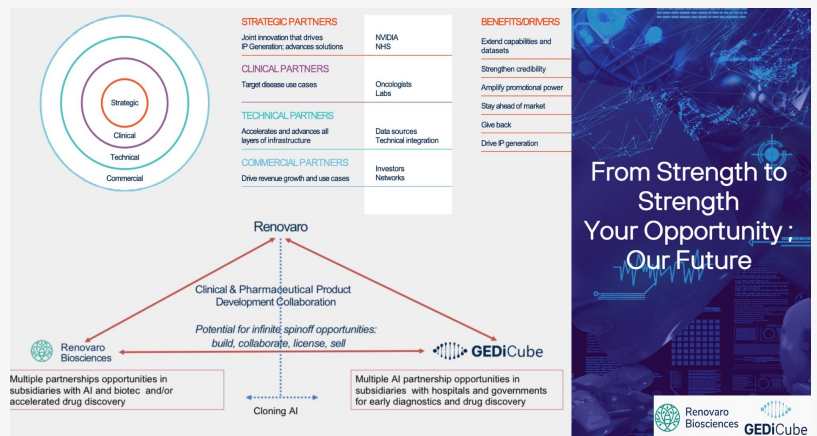 Strategic
Clinical
Technical
Commercial
STRATEGIC PARTNERS
Joint innovation that drives
IP Generation; advances solutions
NVIDIA
NHS
CLINICAL PARTNERS
Target disease use cases
Oncologists
Labs
TECHNICAL PARTNERS
Accelerates and advances all
layers of infrastructure
Data sources
Technical integration
COMMERCIAL PARTNERS
Drive revenue growth and use cases
Investors
Networks
BENEFITS/DRIVERS
Extend capabilities and
datasets
Strengthen credibility
Amplify promotional power
Stay ahead of market
Give back
Drive IP generation
Renovaro
Clinical & Pharmaceutical Product
Development Collaboration
Potential for infinite spinoff opportunities:
build, collaborate, license, sell
Renovaro
Biosciences
GEDiCube
Multiple partnerships opportunities in
subsidiaries with AI and biotec and/or
accelerated drug discovery
Multiple AI partnership opportunities in
subsidiaries with hospitals and governments
for early diagnostics and drug discovery
Cloning AI
From Strength to
Strength
Your Opportunity ;
Our Future
Renovaro
Biosciences
GEDiCube